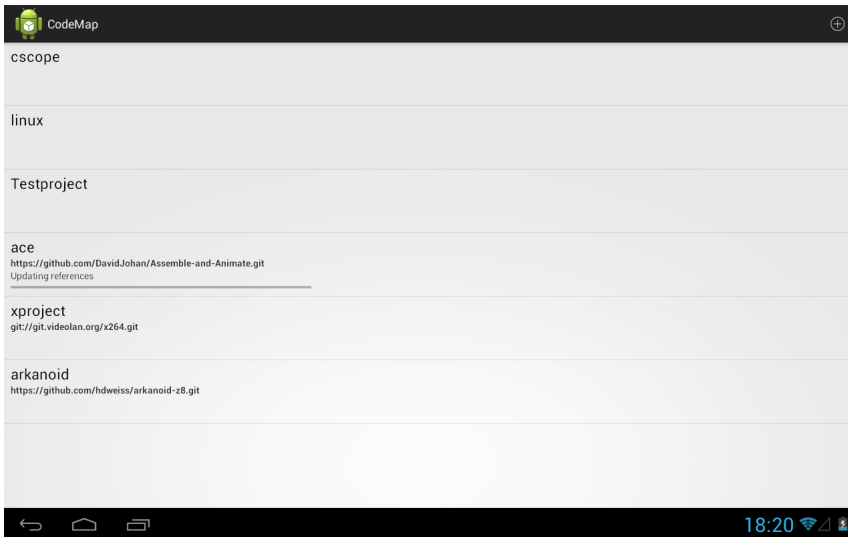 CodeMap
cscope
linux
Testproject
ace
https://github.com/DavidJohan/Assemble-and-Animate.git
Updating references
xproject
git://git.videolan.org/x264.git
arkanoid
https://github.com/hdweiss/arkanoid-z8.git
18:20